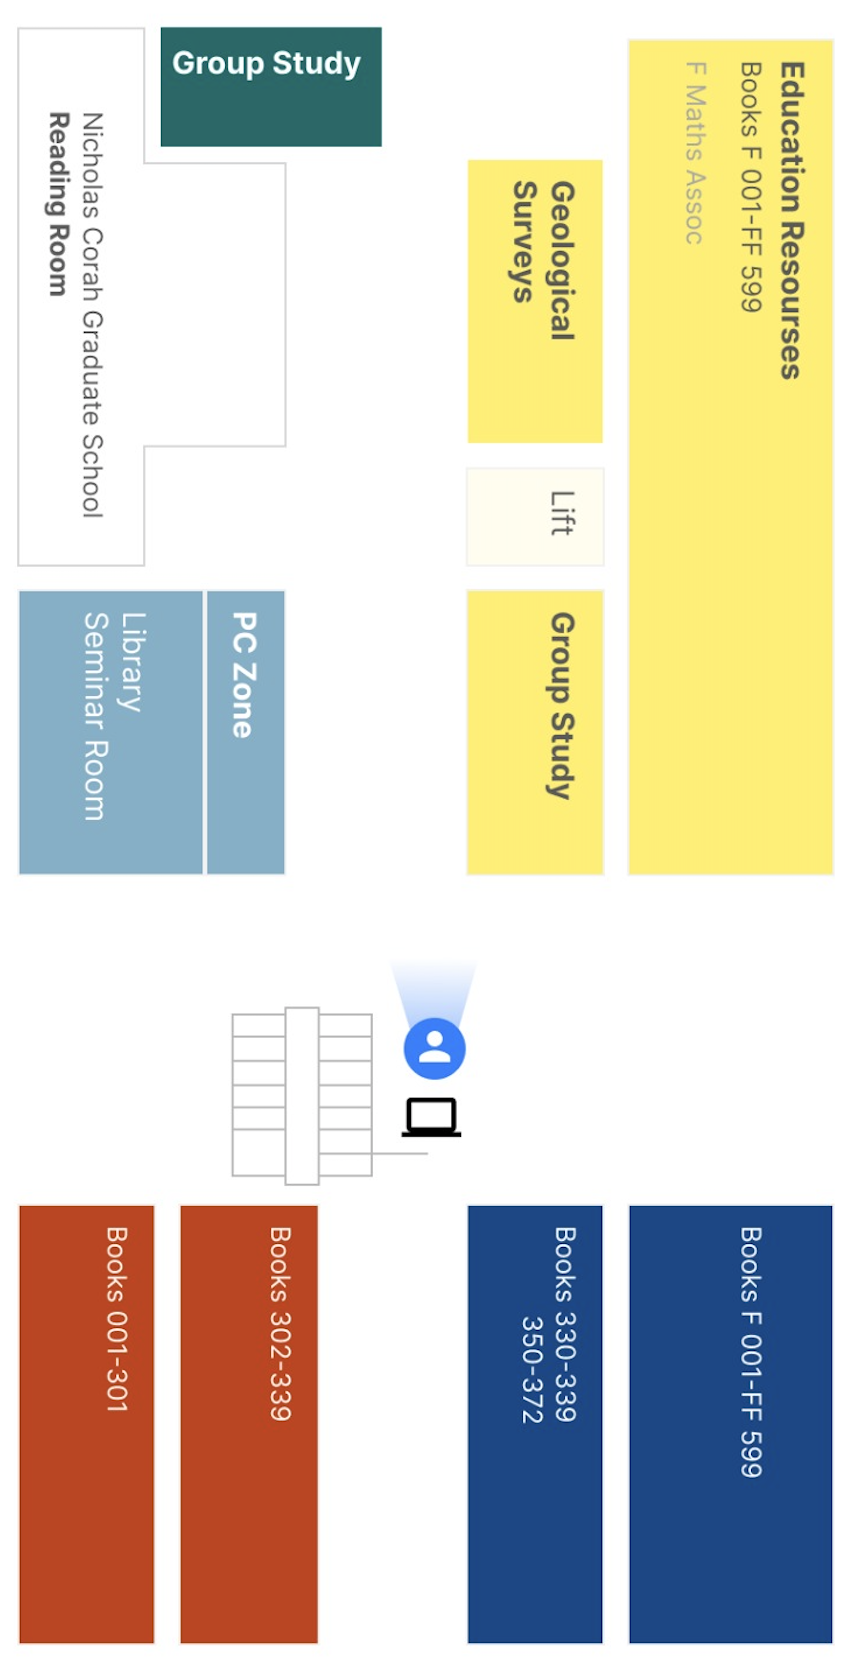 Group Study
Nicholas Corah Graduate School
Reading Room
Education Resourses
Books F 001-FF 599
F Maths Assoc
Geological
Surveys
Lift
Library
Seminar Room
PC Zone
Group Study
Books 001-301
Books 302-339
Books 330-339
350-372
Books F 001-FF 599